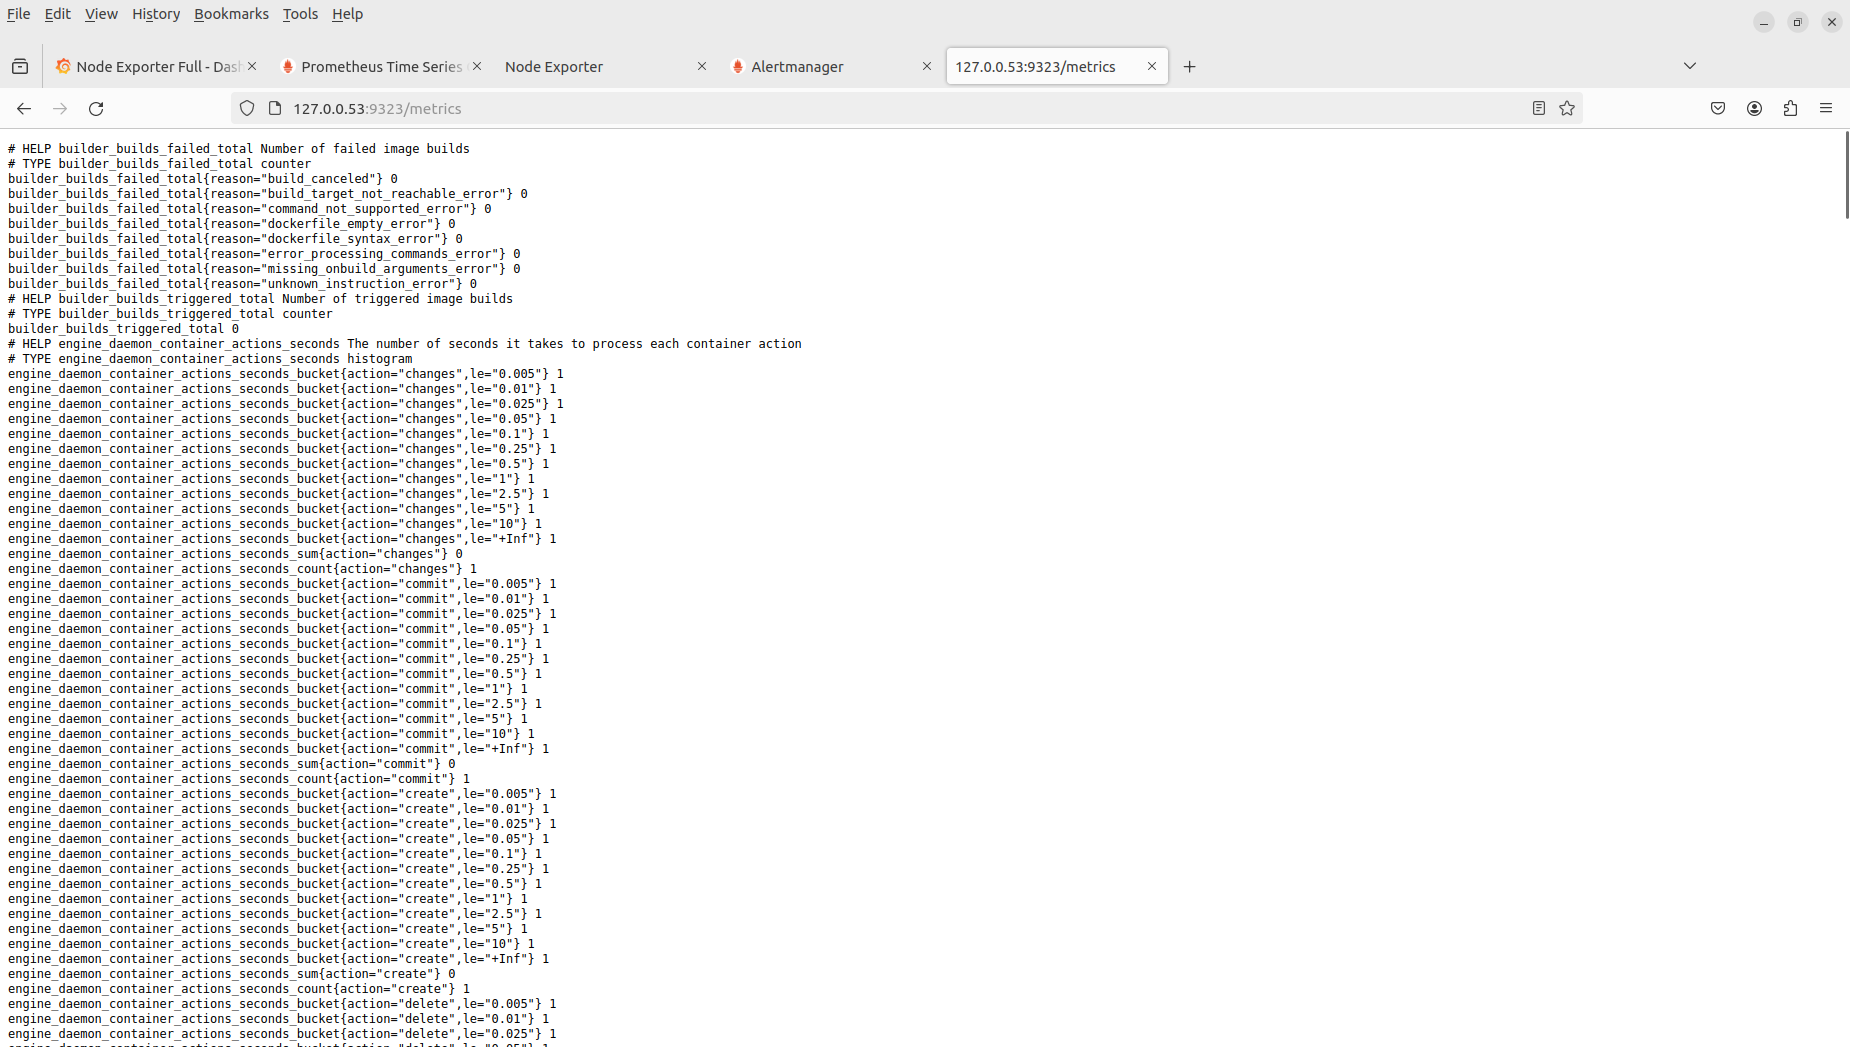 File Edit View History Bookmarks Tools Help
Node Exporter Full - Das
Prometheus Time Series
Node Exporter
Alertmanager
127.0.0.53:9323/metrics
127.0.0.53:9323/metrics
# HELP builder_builds_failed_total Number of failed image builds
# TYPE builder_builds_failed_total counter
builder_builds_failed_total{reason="build_canceled"} 0
builder_builds_failed_total{reason="build_target_not_reachable_error"} 0
builder_builds_failed_total{reason="command_not_supported_error"} 0
builder_builds_failed_total{reason="dockerfile_empty_error"} 0
builder_builds_failed_total{reason="dockerfile_syntax_error"} 0
builder_builds_failed_total{reason="error_processing_commands_error"} 0
builder_builds_failed_total{reason="missing_onbuild_arguments_error"} 0
builder_builds_failed_total{reason="unknown_instruction_error"} 0
# HELP builder_builds_triggered_total Number of triggered image builds
# TYPE builder_builds_triggered_total counter
builder_builds_triggered_total 0
# HELP engine_daemon_container_actions_seconds The number of seconds it takes to process each container action
# TYPE engine_daemon_container_actions_seconds histogram
engine_daemon_container_actions_seconds_bucket{action="changes",le="0.005"} 1
engine_daemon_container_actions_seconds_bucket{action="changes",le="0.01"} 1
engine_daemon_container_actions_seconds_bucket{action="changes",le="0.025"} 1
engine_daemon_container_actions_seconds_bucket{action="changes",le="0.05"} 1
engine_daemon_container_actions_seconds_bucket{action="changes",le="0.1"} 1
engine_daemon_container_actions_seconds_bucket{action="changes",le="0.25"} 1
engine_daemon_container_actions_seconds_bucket{action="changes",le="0.5"} 1
engine_daemon_container_actions_seconds_bucket{action="changes",le="1"} 1
engine_daemon_container_actions_seconds_bucket{action="changes",le="2.5"} 1
engine_daemon_container_actions_seconds_bucket{action="changes",le="5"} 1
engine_daemon_container_actions_seconds_bucket{action="changes",le="10"} 1
engine_daemon_container_actions_seconds_bucket{action="changes",le="+Inf"} 1
engine_daemon_container_actions_seconds_sum{action="changes"} 0
engine_daemon_container_actions_seconds_count{action="changes"} 1
engine_daemon_container_actions_seconds_bucket{action="commit",le="0.005"} 1
engine_daemon_container_actions_seconds_bucket{action="commit",le="0.01"} 1
engine_daemon_container_actions_seconds_bucket{action="commit",le="0.025"} 1
engine_daemon_container_actions_seconds_bucket{action="commit",le="0.05"} 1
engine_daemon_container_actions_seconds_bucket{action="commit",le="0.1"} 1
engine_daemon_container_actions_seconds_bucket{action="commit",le="0.25"} 1
engine_daemon_container_actions_seconds_bucket{action="commit",le="0.5"} 1
engine_daemon_container_actions_seconds_bucket{action="commit",le="1"} 1
engine_daemon_container_actions_seconds_bucket{action="commit",le="2.5"} 1
engine_daemon_container_actions_seconds_bucket{action="commit",le="5"} 1
engine_daemon_container_actions_seconds_bucket{action="commit",le="10"} 1
engine_daemon_container_actions_seconds_bucket{action="commit",le="+Inf"} 1
engine_daemon_container_actions_seconds_sum{action="commit"} 0
engine_daemon_container_actions_seconds_count{action="commit"} 1
engine_daemon_container_actions_seconds_bucket{action="create",le="0.005"} 1
engine_daemon_container_actions_seconds_bucket{action="create",le="0.01"} 1
engine_daemon_container_actions_seconds_bucket{action="create",le="0.025"} 1
engine_daemon_container_actions_seconds_bucket{action="create",le="0.05"} 1
engine_daemon_container_actions_seconds_bucket{action="create",le="0.1"} 1
engine_daemon_container_actions_seconds_bucket{action="create",le="0.25"} 1
engine_daemon_container_actions_seconds_bucket{action="create",le="0.5"} 1
engine_daemon_container_actions_seconds_bucket{action="create",le="1"} 1
engine_daemon_container_actions_seconds_bucket{action="create",le="2.5"} 1
engine_daemon_container_actions_seconds_bucket{action="create",le="5"} 1
engine_daemon_container_actions_seconds_bucket{action="create",le="10"} 1
engine_daemon_container_actions_seconds_bucket{action="create",le="+Inf"} 1
engine_daemon_container_actions_seconds_sum{action="create"} 0
engine_daemon_container_actions_seconds_count{action="create"} 1
engine_daemon_container_actions_seconds_bucket{action="delete",le="0.005"} 1
engine_daemon_container_actions_seconds_bucket{action="delete",le="0.01"} 1
engine_daemon_container_actions_seconds_bucket{action="delete",le="0.025"} 1